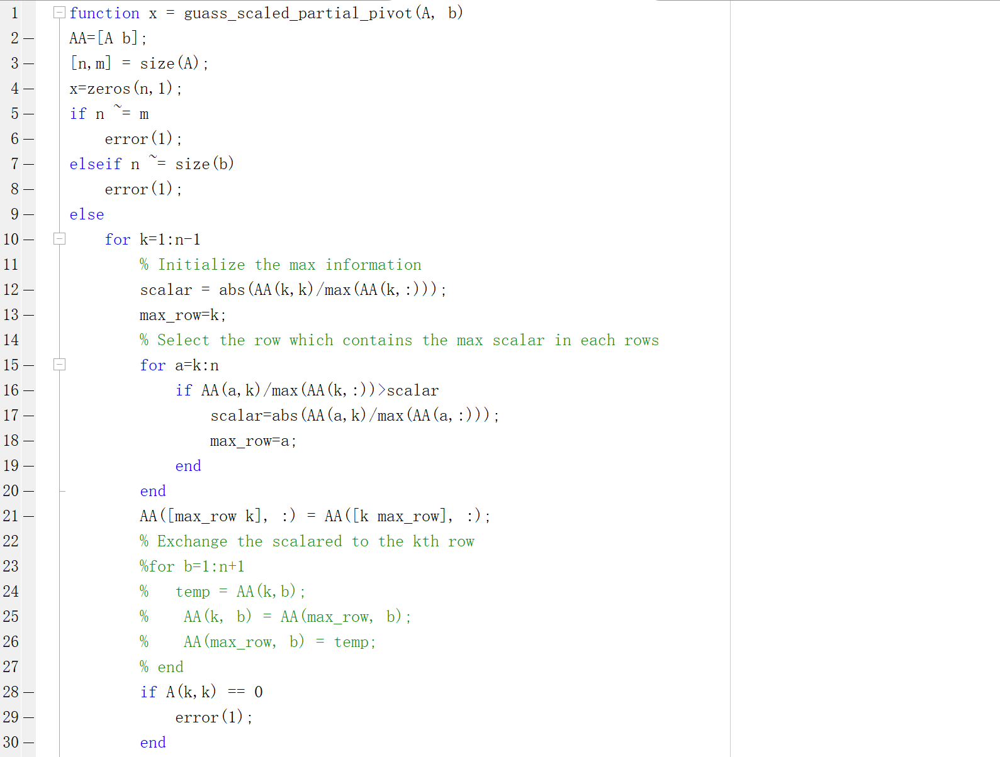 1 function x = guass_scaled_partial_pivot(A, b)
2 AA=[A b];
3 [n,m] = size(A);
4 x=zeros(n,1);
5 if n ~= m
6 error(1);
7 elseif n ~= size(b)
8 error(1);
9 else
10 for k=1:n-1
11 % Initialize the max information
12 scalar = abs(AA(k,k)/max(AA(k,:)));
13 max_row=k;
14 % Select the row which contains the max scalar in each rows
15 for a=k:n
16 if AA(a,k)/max(AA(k,:))>scalar
17 scalar=abs(AA(a,k)/max(AA(a,:)));
18 max_row=a;
19 end
20 end
21 AA([max_row k], :) = AA([k max_row], :);
22 % Exchange the scalared to the kth row
23 %for b=1:n+1
24 %   temp = AA(k,b);
25 %    AA(k, b) = AA(max_row, b);
26 %    AA(max_row, b) = temp;
27 % end
28 if A(k,k) == 0
29 error(1);
30 end